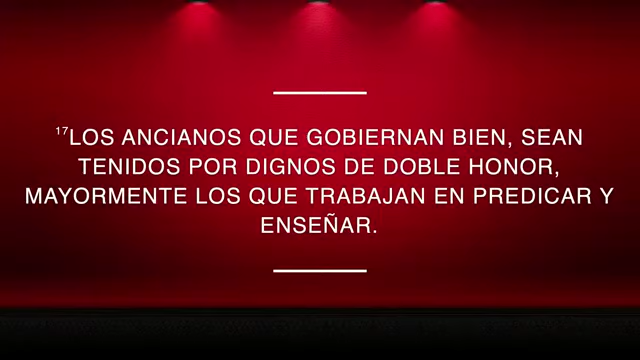 ¹⁷LOS ANCIANOS QUE GOBIERNAN BIEN, SEAN
TENIDOS POR DIGNOS DE DOBLE HONOR,
MAYORMENTE LOS QUE TRABAJAN EN PREDICAR Y
ENSEÑAR.